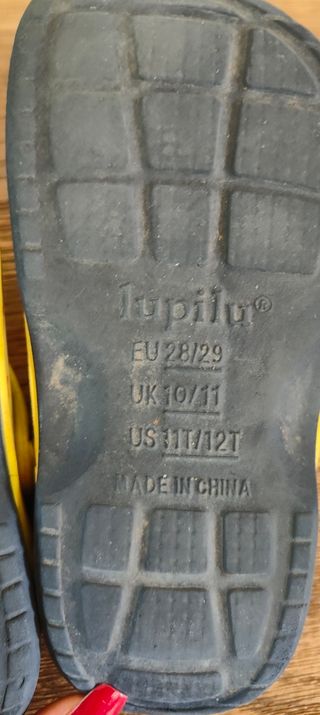 lupilu®
EU 28/29
UK 10/11
US 11T/12T
MADE IN CHINA